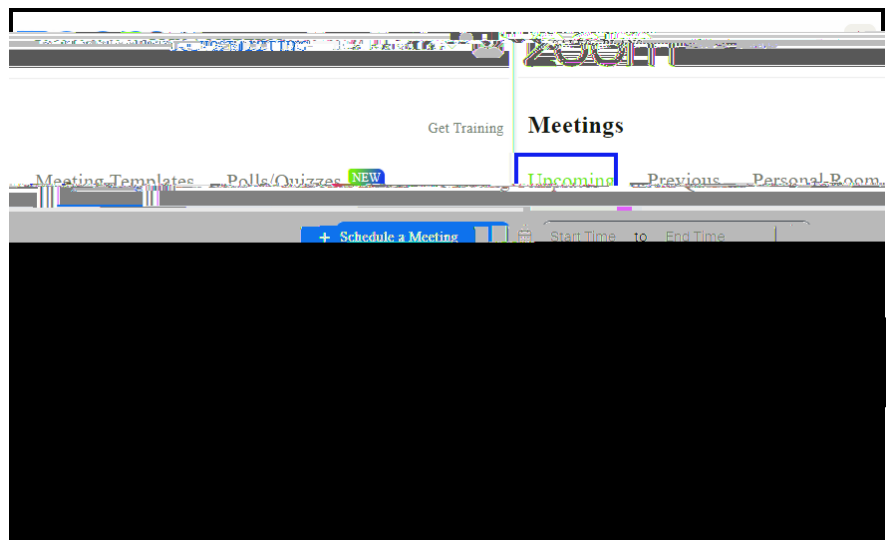 Get Training
Meetings
Meeting Templates Polls/Quizzes NEW
Upcoming Previous Personal Room
+ Schedule a Meeting
Start Time to End Time